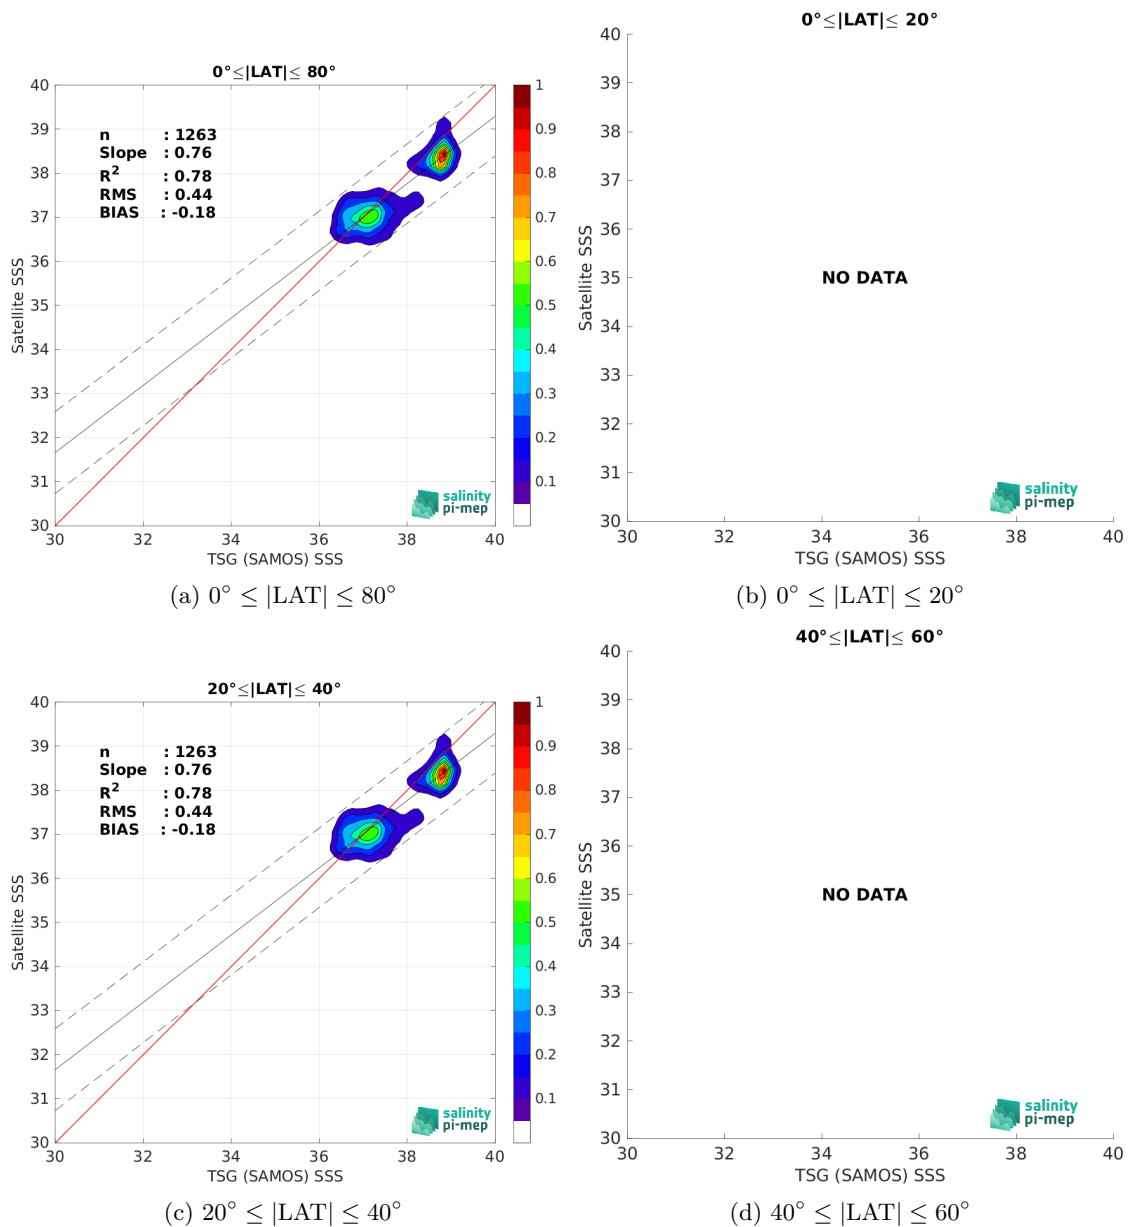 0°≤|LAT|≤ 80°
40
39
38
37
36
35
34
33
32
31
30
Satellite SSS
n : 1263
Slope : 0.76
R² : 0.78
RMS : 0.44
BIAS : -0.18
salinity
pi-mep
30 32 34 36 38 40
TSG (SAMOS) SSS
1
0.9
0.8
0.7
0.6
0.5
0.4
0.3
0.2
0.1
(a) 0° ≤ |LAT| ≤ 80°
0°≤|LAT|≤ 20°
40
39
38
37
36
35
34
33
32
31
30
Satellite SSS
NO DATA
salinity
pi-mep
30 32 34 36 38 40
TSG (SAMOS) SSS
(b) 0° ≤ |LAT| ≤ 20°
20°≤|LAT|≤ 40°
40
39
38
37
36
35
34
33
32
31
30
Satellite SSS
n : 1263
Slope : 0.76
R² : 0.78
RMS : 0.44
BIAS : -0.18
salinity
pi-mep
30 32 34 36 38 40
TSG (SAMOS) SSS
1
0.9
0.8
0.7
0.6
0.5
0.4
0.3
0.2
0.1
(c) 20° ≤ |LAT| ≤ 40°
40°≤|LAT|≤ 60°
40
39
38
37
36
35
34
33
32
31
30
Satellite SSS
NO DATA
salinity
pi-mep
30 32 34 36 38 40
TSG (SAMOS) SSS
(d) 40° ≤ |LAT| ≤ 60°